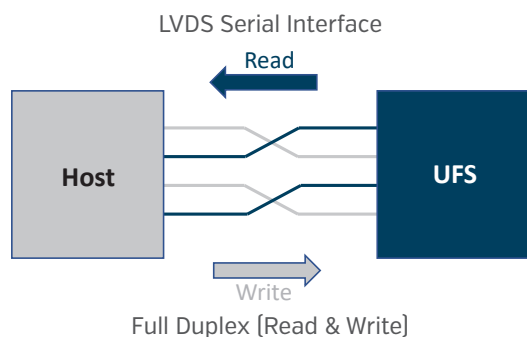 LVDS Serial Interface
Read
Host
UFS
Write
Full Duplex (Read & Write)